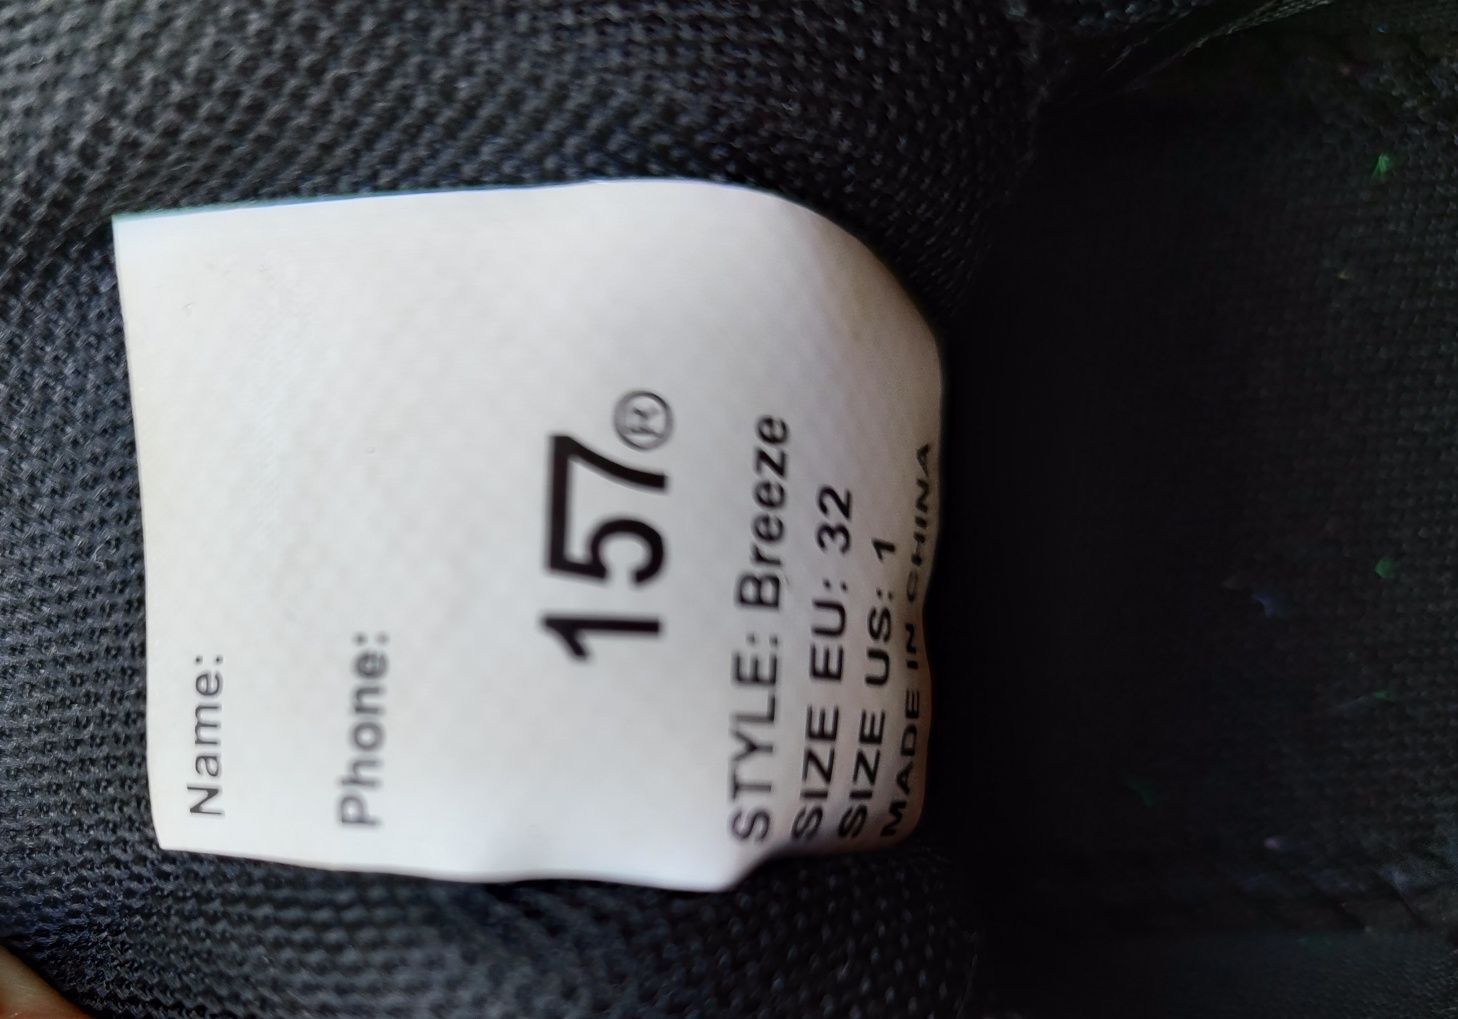 Name:
Phone:
157®
STYLE: Breeze
SIZE EU: 32
SIZE US: 1
MADE IN CHINA